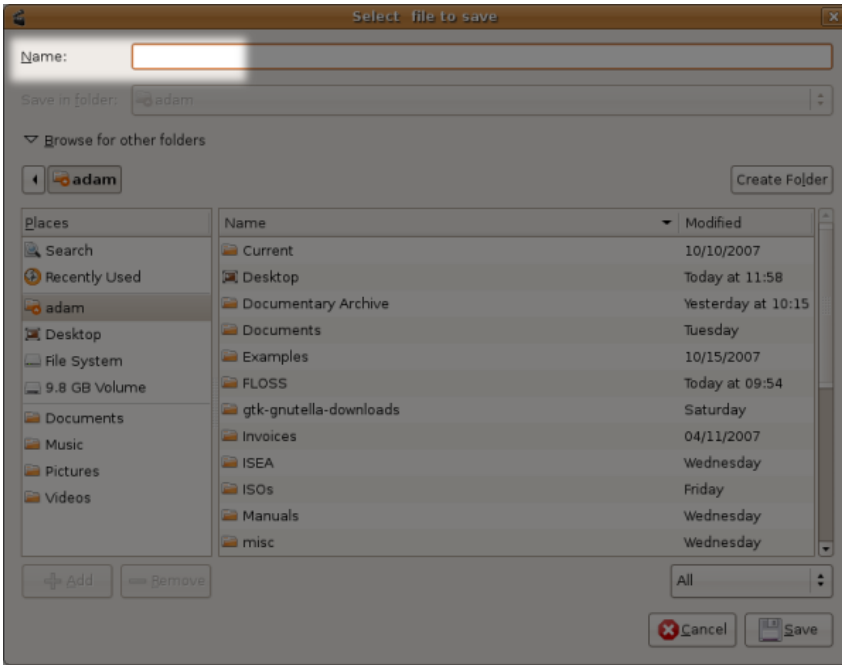 Select file to save
Name:
Save in folder: adam
Browse for other folders
adam
Create Folder
Places
Search
Recently Used
adam
Desktop
File System
9.8 GB Volume
Documents
Music
Pictures
Videos
Name Modified
Current 10/10/2007
Desktop Today at 11:58
Documentary Archive Yesterday at 10:15
Documents Tuesday
Examples 10/15/2007
FLOSS Today at 09:54
gtk-gnutella-downloads Saturday
Invoices 04/11/2007
ISEA Wednesday
ISOs Friday
Manuals Wednesday
misc Wednesday
Add Remove
All
Cancel Save